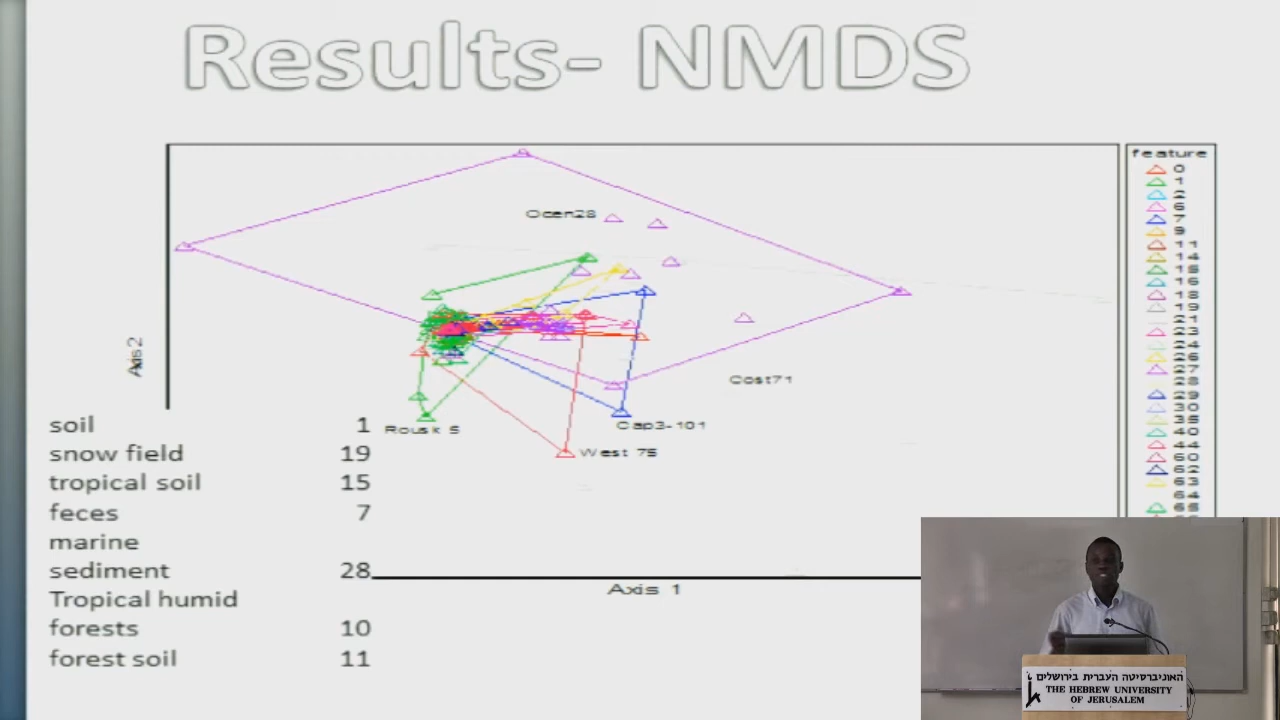 Results- NMDS
feature
0
1
2
6
7
9
11
14
15
16
18
19
21
23
24
26
27
28
29
30
35
40
44
60
62
63
64
65
Ocen28
Cost71
Cap3-101
Rousk 5
West 75
Axis2
Axis 1
soil 1
snow field 19
tropical soil 15
feces 7
marine
sediment 28
Tropical humid
forests 10
forest soil 11
האוניברסיטה העברית בירושלים
THE HEBREW UNIVERSITY
OF JERUSALEM